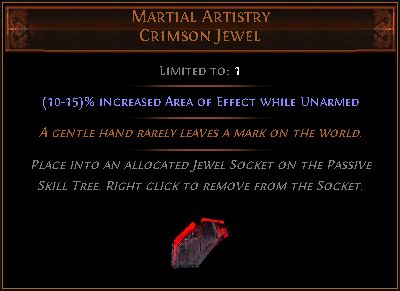 Martial Artistry
Crimson Jewel
Limited to: 1
(10-15)% increased Area of Effect while Unarmed
A gentle hand rarely leaves a mark on the world.
Place into an allocated Jewel Socket on the Passive
Skill Tree. Right click to remove from the Socket.